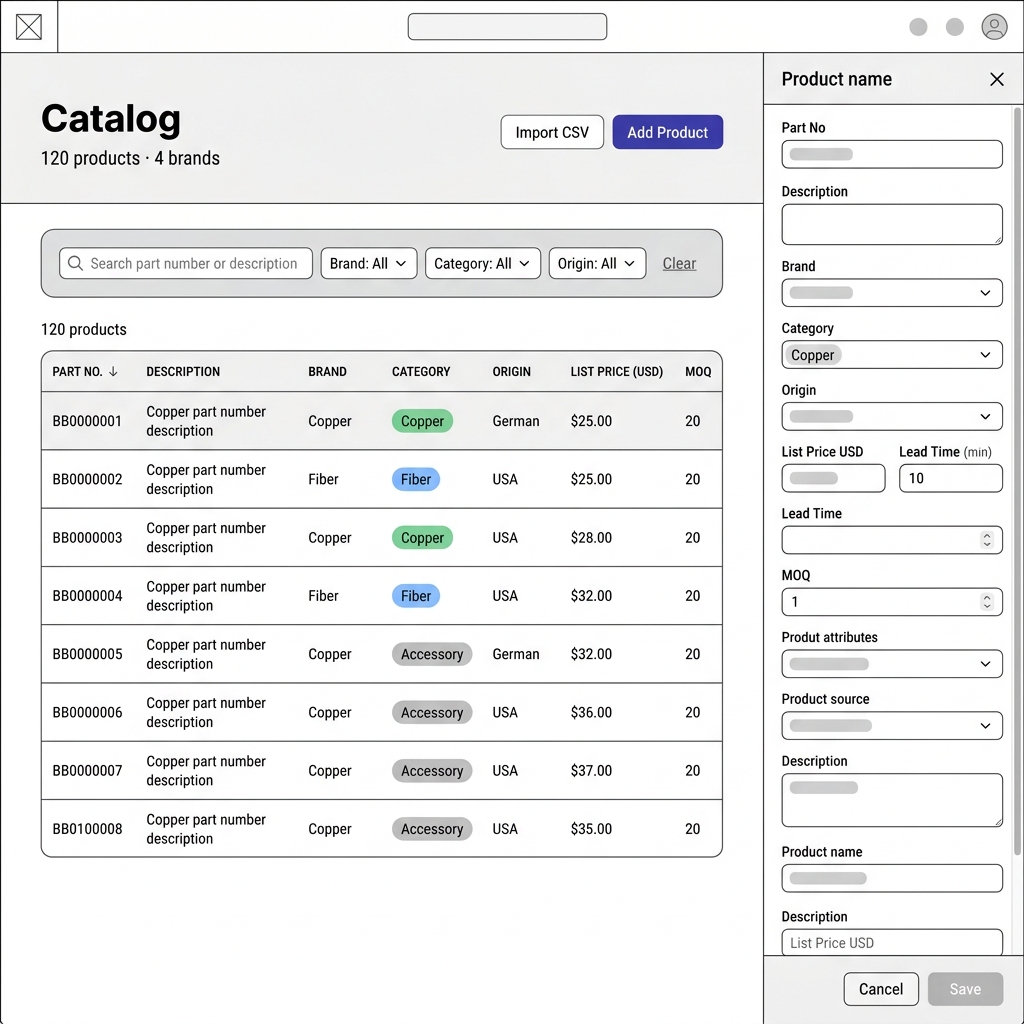 Catalog
120 products · 4 brands
Import CSV
Add Product
Search part number or description
Brand: All
Category: All
Origin: All
Clear
120 products
PART NO. ↓ DESCRIPTION BRAND CATEGORY ORIGIN LIST PRICE (USD) MOQ
BB0000001 Copper part number Copper Copper German $25.00 20
description
BB0000002 Copper part number Fiber Fiber USA $25.00 20
description
BB0000003 Copper part number Copper Copper USA $28.00 20
description
BB0000004 Copper part number Fiber Fiber USA $32.00 20
description
BB0000005 Copper part number Copper Accessory German $32.00 20
description
BB0000006 Copper part number Copper Accessory USA $36.00 20
description
BB0000007 Copper part number Copper Accessory USA $37.00 20
description
BB0100008 Copper part number Copper Accessory USA $35.00 20
description
Product name
Part No
Description
Brand
Category
Copper
Origin
List Price USD Lead Time (min)
10
Lead Time
MOQ
1
Produt attributes
Product source
Description
Product name
Description
List Price USD
Cancel
Save